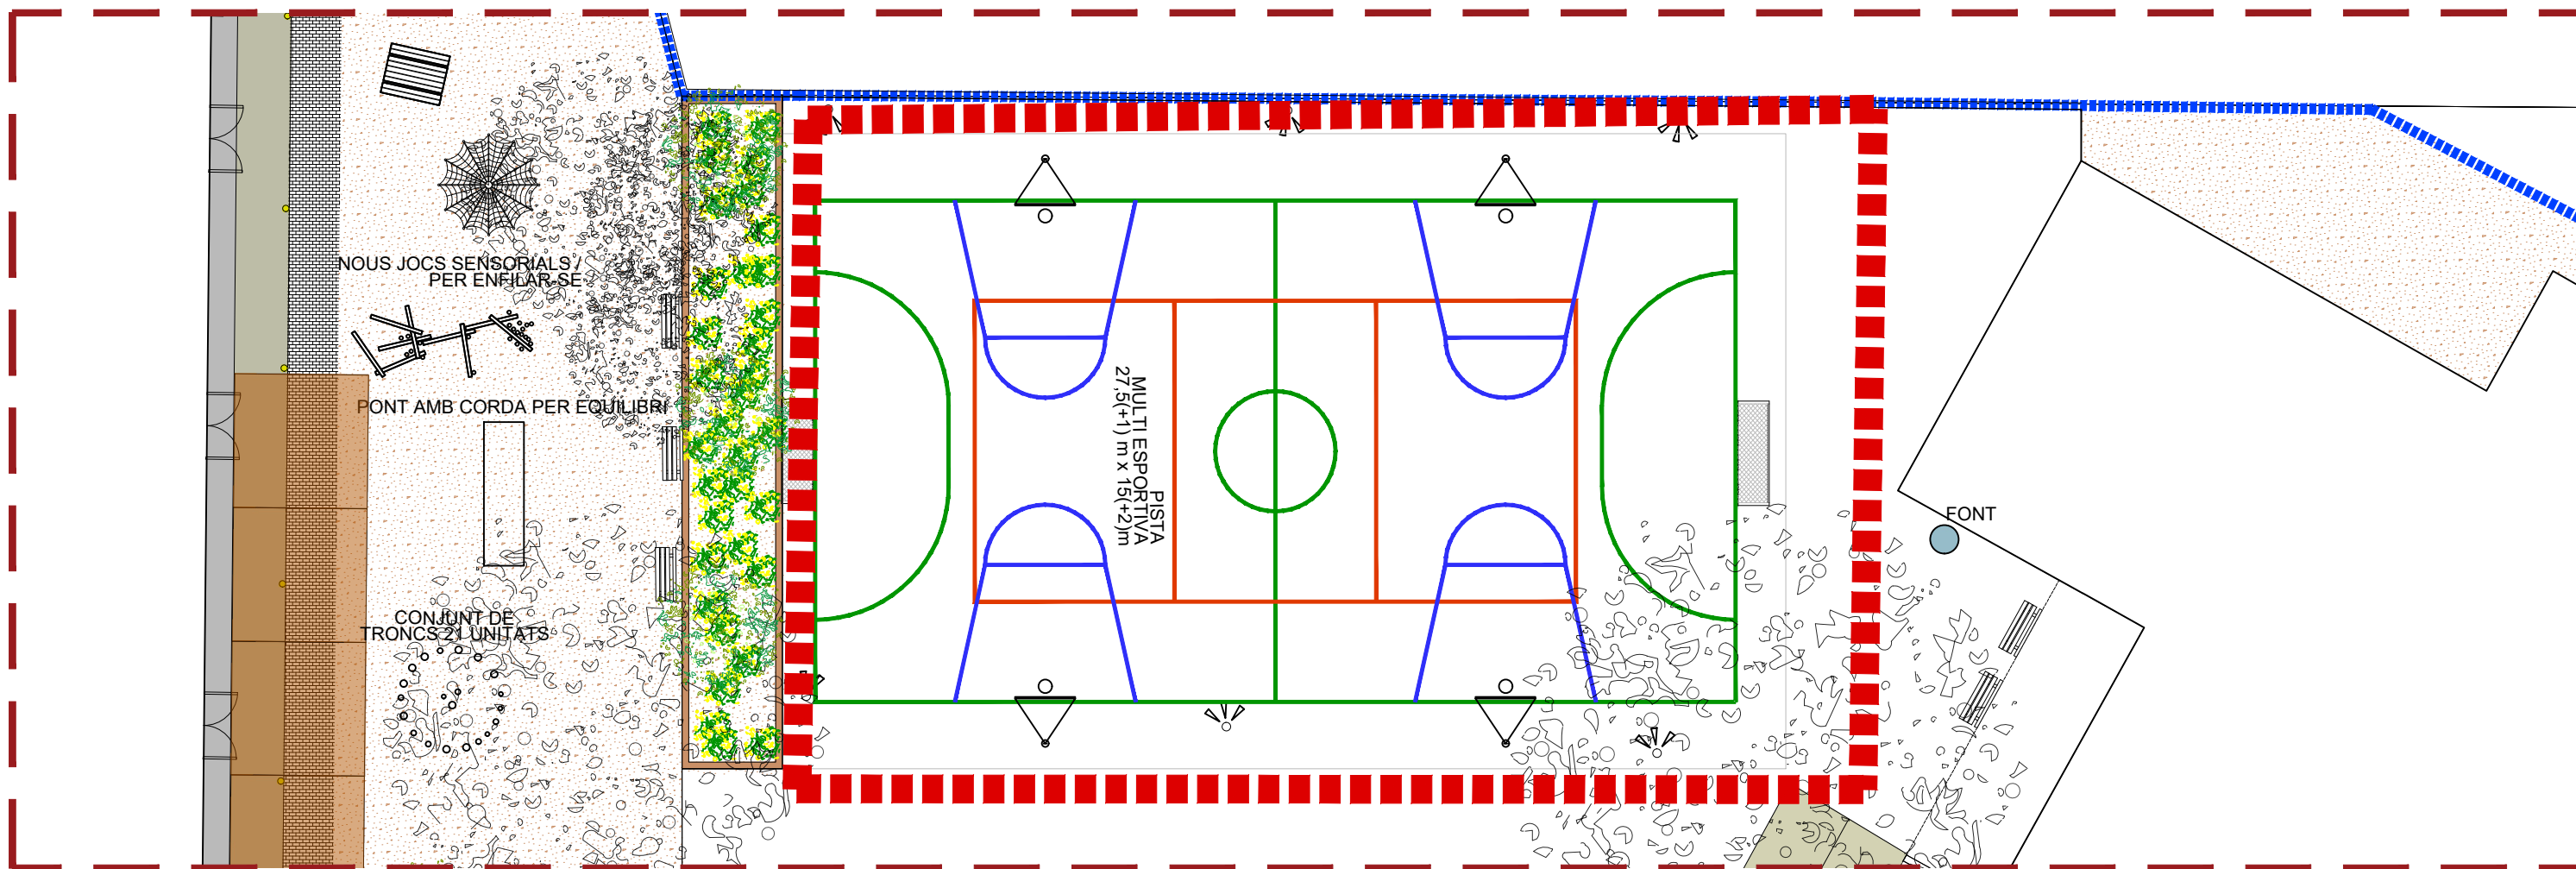 NOUS JOCS SENSORIALS /
PER ENFILAR-SE
PONT AMB CORDA PER EQUILIBRI
CONJUNT DE
TRONCS 21 UNITATS
PISTA
MULTI ESPORTIVA
27,5(+1) m x 15(+2)m
FONT